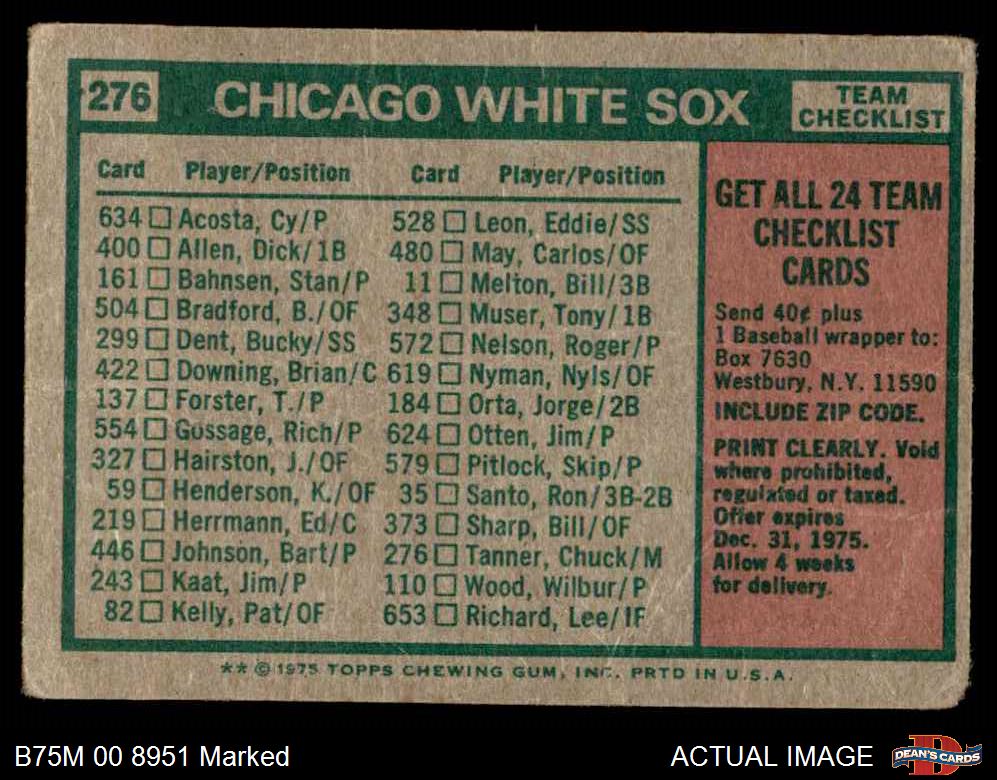 276 CHICAGO WHITE SOX TEAM CHECKLIST
Card Player/Position Card Player/Position
634 □ Acosta, Cy/P 528 □ Leon, Eddie/SS
400 □ Allen, Dick/1B 480 □ May, Carlos/OF
161 □ Bahnsen, Stan/P 11 □ Melton, Bill/3B
504 □ Bradford, B./OF 348 □ Muser, Tony/1B
299 □ Dent, Bucky/SS 572 □ Nelson, Roger/P
422 □ Downing, Brian/C 619 □ Nyman, Nyls/OF
137 □ Forster, T./P 184 □ Orta, Jorge/2B
554 □ Gossage, Rich/P 624 □ Otten, Jim/P
327 □ Hairston, J./OF 579 □ Pitlock, Skip/P
59 □ Henderson, K./OF 35 □ Santo, Ron/3B-2B
219 □ Herrmann, Ed/C 373 □ Sharp, Bill/OF
446 □ Johnson, Bart/P 276 □ Tanner, Chuck/M
243 □ Kaat, Jim/P 110 □ Wood, Wilbur/P
82 □ Kelly, Pat/OF 653 □ Richard, Lee/IF
GET ALL 24 TEAM
CHECKLIST
CARDS
Send 40¢ plus
1 Baseball wrapper to:
Box 7630
Westbury, N.Y. 11590
INCLUDE ZIP CODE.
PRINT CLEARLY. Void
where prohibited,
regulated or taxed.
Offer expires
Dec. 31, 1975.
Allow 4 weeks
for delivery.
** © 1975 TOPPS CHEWING GUM, INC. PRTD IN U.S.A.
B75M 00 8951 Marked ACTUAL IMAGE D DEAN'S CARDS